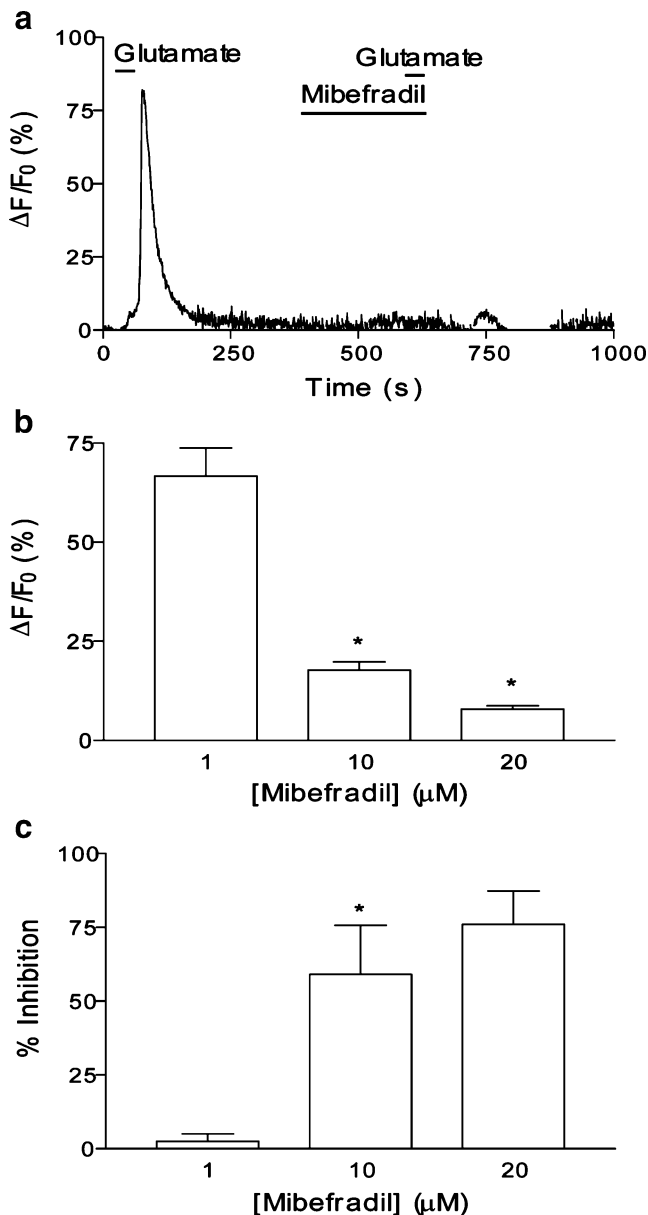 a
100
75
50
25
0
ΔF/F0 (%)
Glutamate
Glutamate
Mibefradil
0 250 500 750 1000
Time (s)
b
75
50
25
0
ΔF/F0 (%)
*
*
1 10 20
[Mibefradil] (μM)
c
100
75
50
25
0
% Inhibition
*
1 10 20
[Mibefradil] (μM)